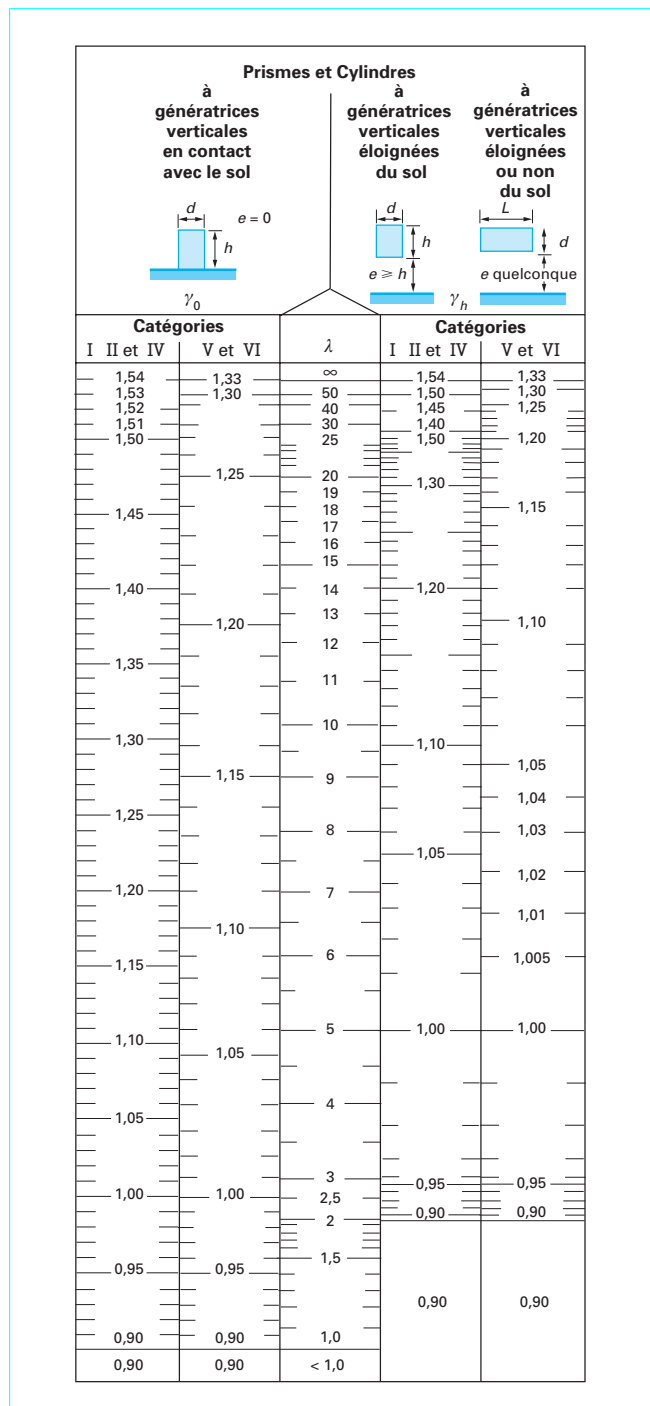 Prismes et Cylindres
à
génératrices
verticales
en contact
avec le sol
à
génératrices
verticales
éloignées
du sol
à
génératrices
verticales
éloignées
ou non
du sol
d
e = 0
h
d
h
e ≥ h
L
d
e quelconque
γ0
γh
Catégories
λ
Catégories
I II et IV V et VI
I II et IV V et VI
∞
1,54 1,33 1,54 1,33
1,53 1,30 50 1,50 1,30
1,52 40 1,45 1,25
1,51 30 1,40
1,50 25 1,50 1,20
1,25 20
19 1,30
1,45 18 1,15
17
16
15
1,40 14 1,20
1,20 13 1,10
12
1,35 11
1,30 10 1,10
1,15 9 1,05
1,04
1,25 8 1,03
1,05
1,20 7 1,02
1,10 1,01
1,15 6 1,005
1,10 5 1,00 1,00
1,05
1,05 4
3 0,95 0,95
1,00 1,00 2,5
2 0,90 0,90
0,95 0,95 1,5
0,90 0,90
0,90 0,90 1,0
0,90 0,90 < 1,0